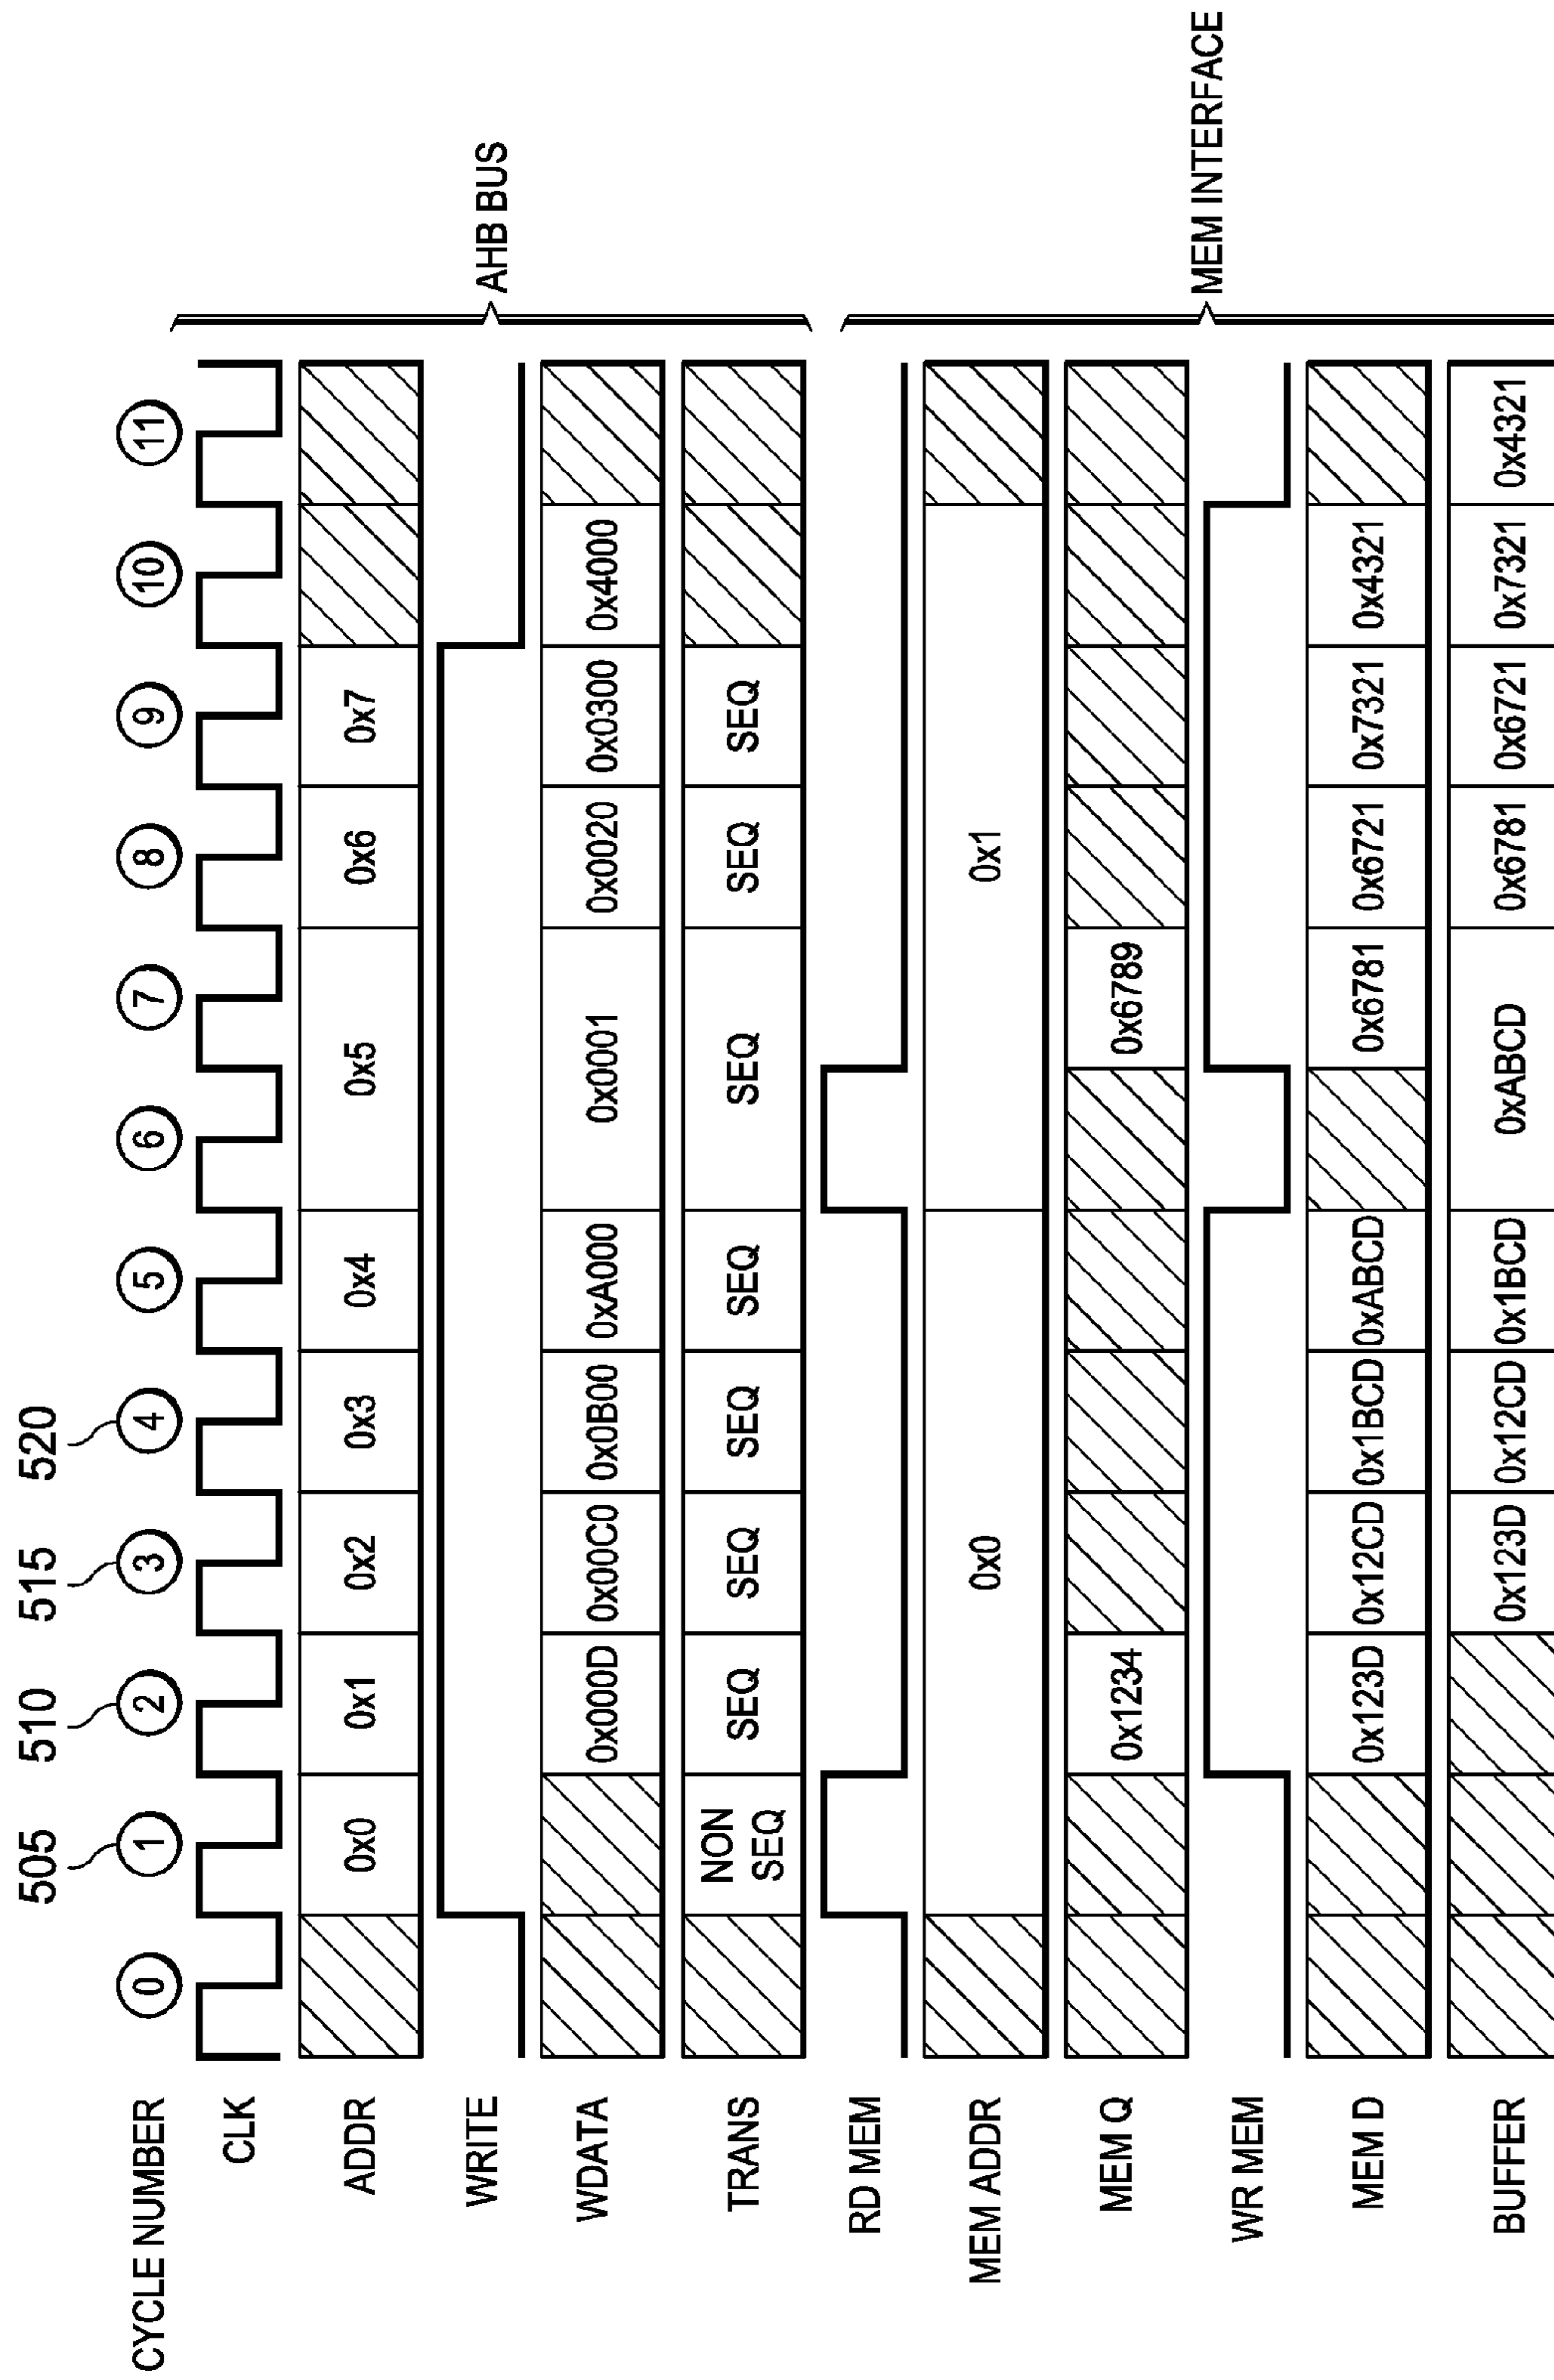 505 510 515 520
CYCLE NUMBER 0 1 2 3 4 5 6 7 8 9 10 11
CLK
ADDR 0x0 0x1 0x2 0x3 0x4 0x5 0x6 0x7
WRITE
WDATA 0x000D 0x00C0 0x0B00 0xA000 0x0001 0x0020 0x0300 0x4000
TRANS NON SEQ SEQ SEQ SEQ SEQ SEQ SEQ SEQ
AHB BUS
RD MEM
MEM ADDR 0x0 0x1
MEM Q 0x1234 0x6789
WR MEM
MEM D 0x123D 0x12CD 0x1BCD 0xABCD 0x6781 0x6721 0x7321 0x4321
BUFFER 0x123D 0x12CD 0x1BCD 0xABCD 0x6781 0x6721 0x7321 0x4321
MEM INTERFACE